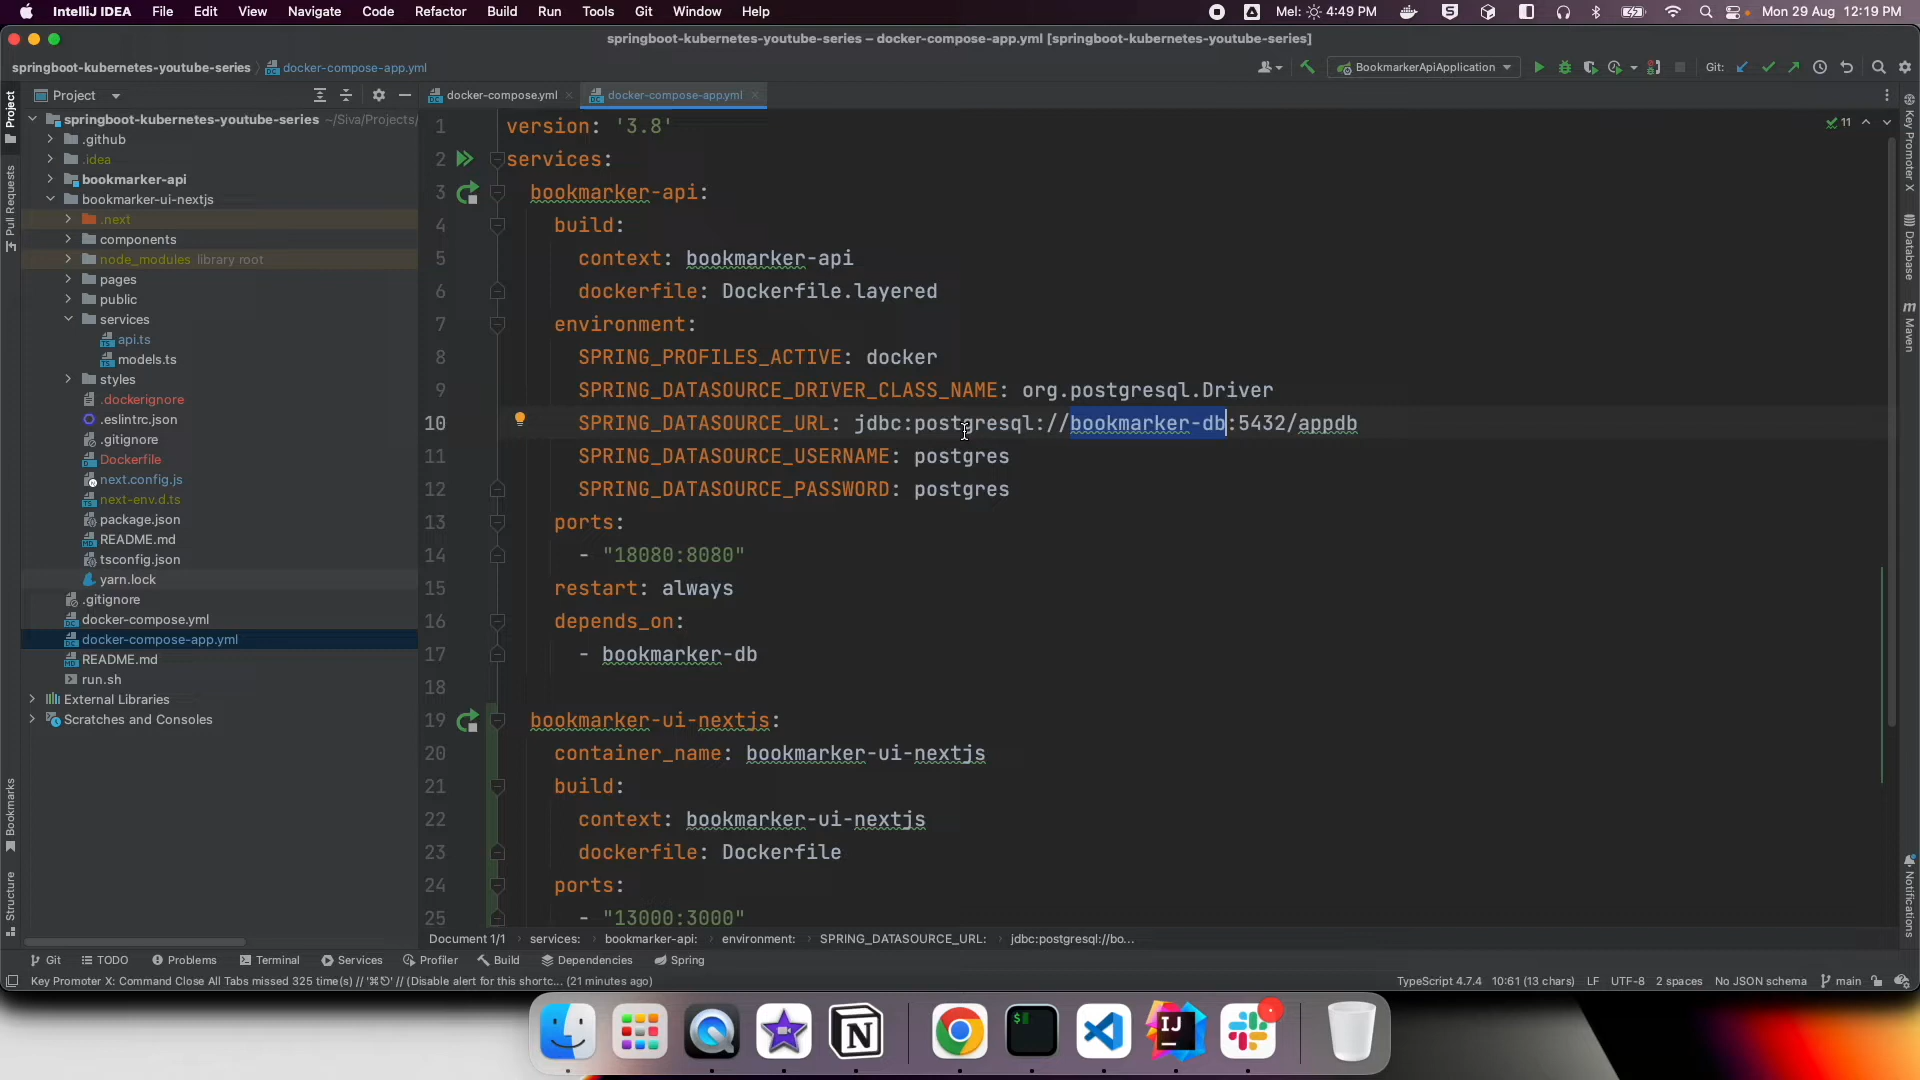 IntelliJ IDEA File Edit View Navigate Code Refactor Build Run Tools Git Window Help Mel: 4:49 PM Mon 29 Aug 12:19 PM
springboot-kubernetes-youtube-series – docker-compose-app.yml [springboot-kubernetes-youtube-series]
springboot-kubernetes-youtube-series docker-compose-app.yml BookmarkerApiApplication Git:
Project docker-compose.yml docker-compose-app.yml
Project
Pull Requests
Bookmarks
Structure
springboot-kubernetes-youtube-series ~/Siva/Projects/
.github
.idea
bookmarker-api
bookmarker-ui-nextjs
.next
components
node_modules library root
pages
public
services
api.ts
models.ts
styles
.dockerignore
.eslintrc.json
.gitignore
Dockerfile
next.config.js
next-env.d.ts
package.json
README.md
tsconfig.json
yarn.lock
.gitignore
docker-compose.yml
docker-compose-app.yml
README.md
run.sh
External Libraries
Scratches and Consoles
1 version: '3.8'
2 services:
3 bookmarker-api:
4 build:
5 context: bookmarker-api
6 dockerfile: Dockerfile.layered
7 environment:
8 SPRING_PROFILES_ACTIVE: docker
9 SPRING_DATASOURCE_DRIVER_CLASS_NAME: org.postgresql.Driver
10 SPRING_DATASOURCE_URL: jdbc:postgresql://bookmarker-db:5432/appdb
11 SPRING_DATASOURCE_USERNAME: postgres
12 SPRING_DATASOURCE_PASSWORD: postgres
13 ports:
14 - "18080:8080"
15 restart: always
16 depends_on:
17 - bookmarker-db
18
19 bookmarker-ui-nextjs:
20 container_name: bookmarker-ui-nextjs
21 build:
22 context: bookmarker-ui-nextjs
23 dockerfile: Dockerfile
24 ports:
25 - "13000:3000"
11
Key Promoter X
Database
m Maven
Notifications
Document 1/1 services: bookmarker-api: environment: SPRING_DATASOURCE_URL: jdbc:postgresql://bo...
Git TODO Problems Terminal Services Profiler Build Dependencies Spring
Key Promoter X: Command Close All Tabs missed 325 time(s) // '⌘⎋' // (Disable alert for this shortc... (21 minutes ago) TypeScript 4.7.4 10:61 (13 chars) LF UTF-8 2 spaces No JSON schema main
$
IJ